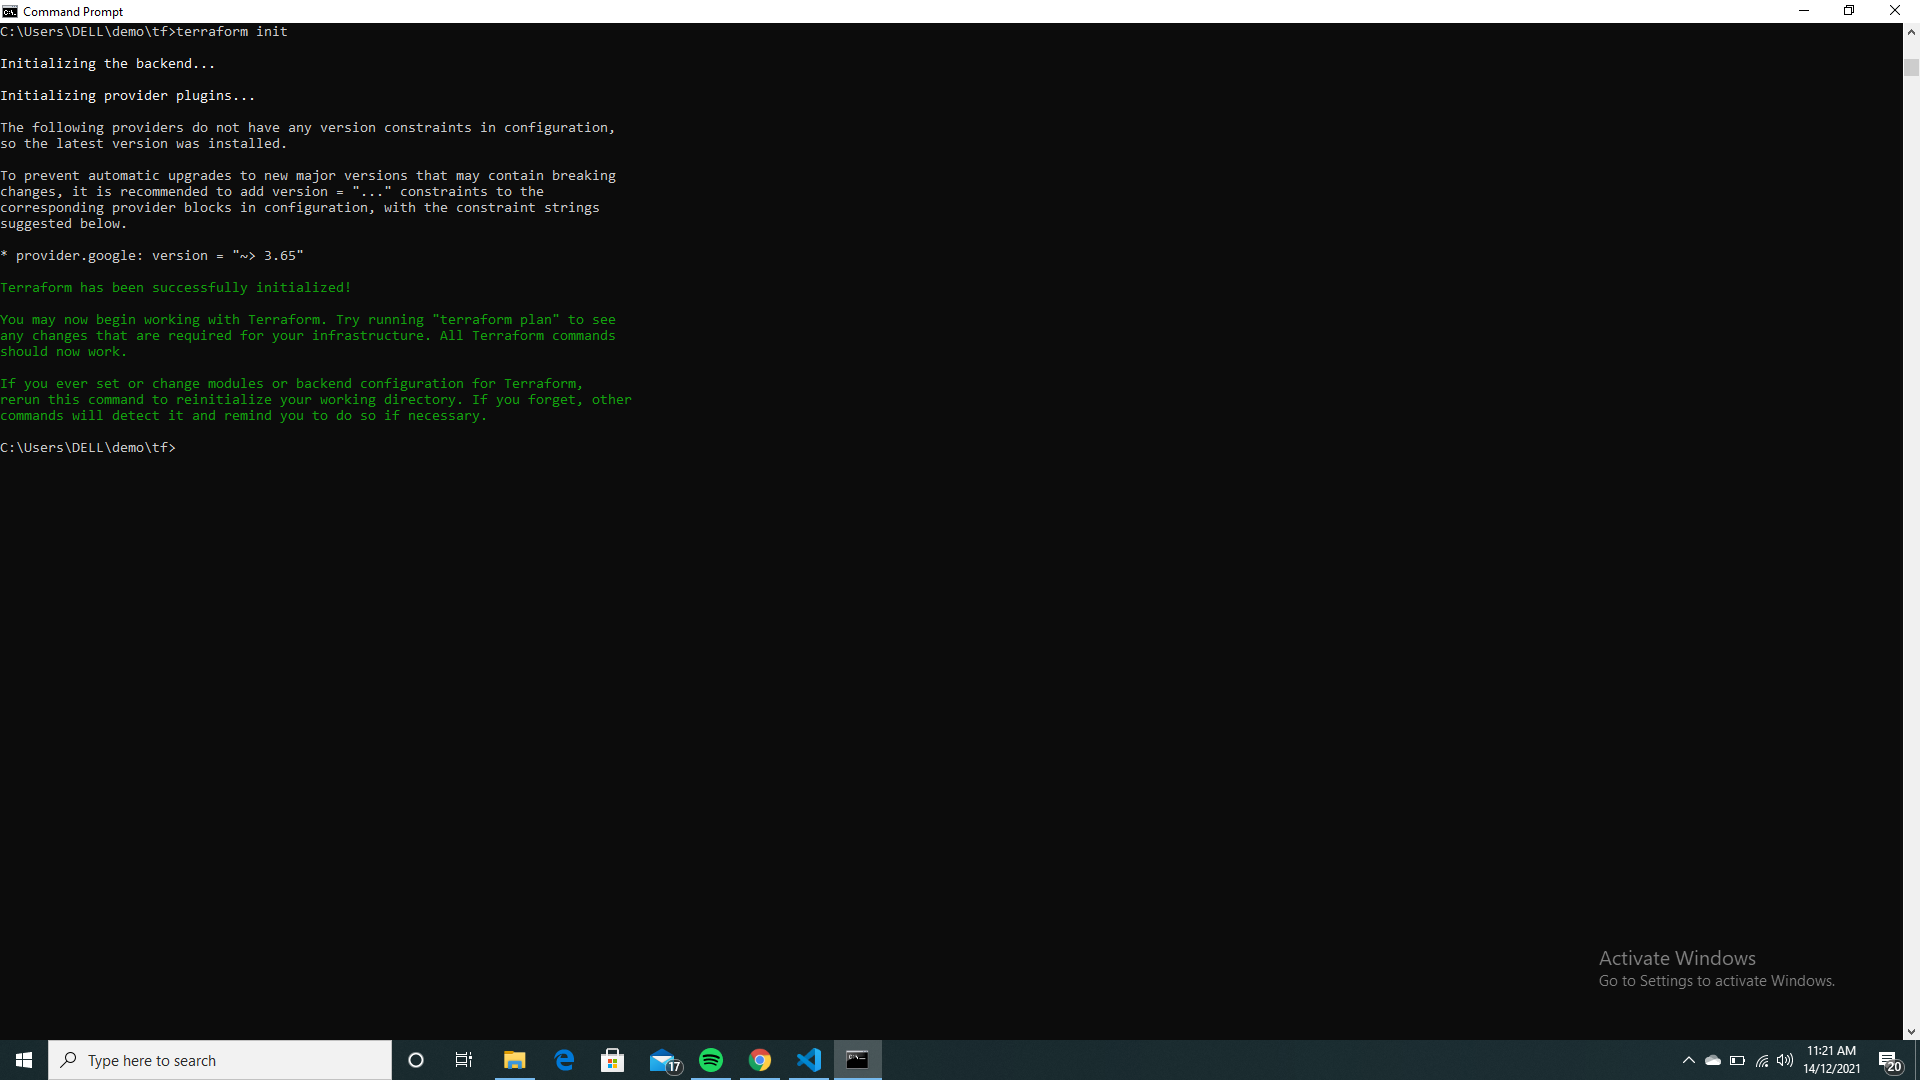 Command Prompt
C:\Users\DELL\demo\tf>terraform init
Initializing the backend...
Initializing provider plugins...
The following providers do not have any version constraints in configuration,
so the latest version was installed.
To prevent automatic upgrades to new major versions that may contain breaking
changes, it is recommended to add version = "..." constraints to the
corresponding provider blocks in configuration, with the constraint strings
suggested below.
* provider.google: version = "~> 3.65"
Terraform has been successfully initialized!
You may now begin working with Terraform. Try running "terraform plan" to see
any changes that are required for your infrastructure. All Terraform commands
should now work.
If you ever set or change modules or backend configuration for Terraform,
rerun this command to reinitialize your working directory. If you forget, other
commands will detect it and remind you to do so if necessary.
C:\Users\DELL\demo\tf>
Activate Windows
Go to Settings to activate Windows.
Type here to search
17
11:21 AM
14/12/2021
20